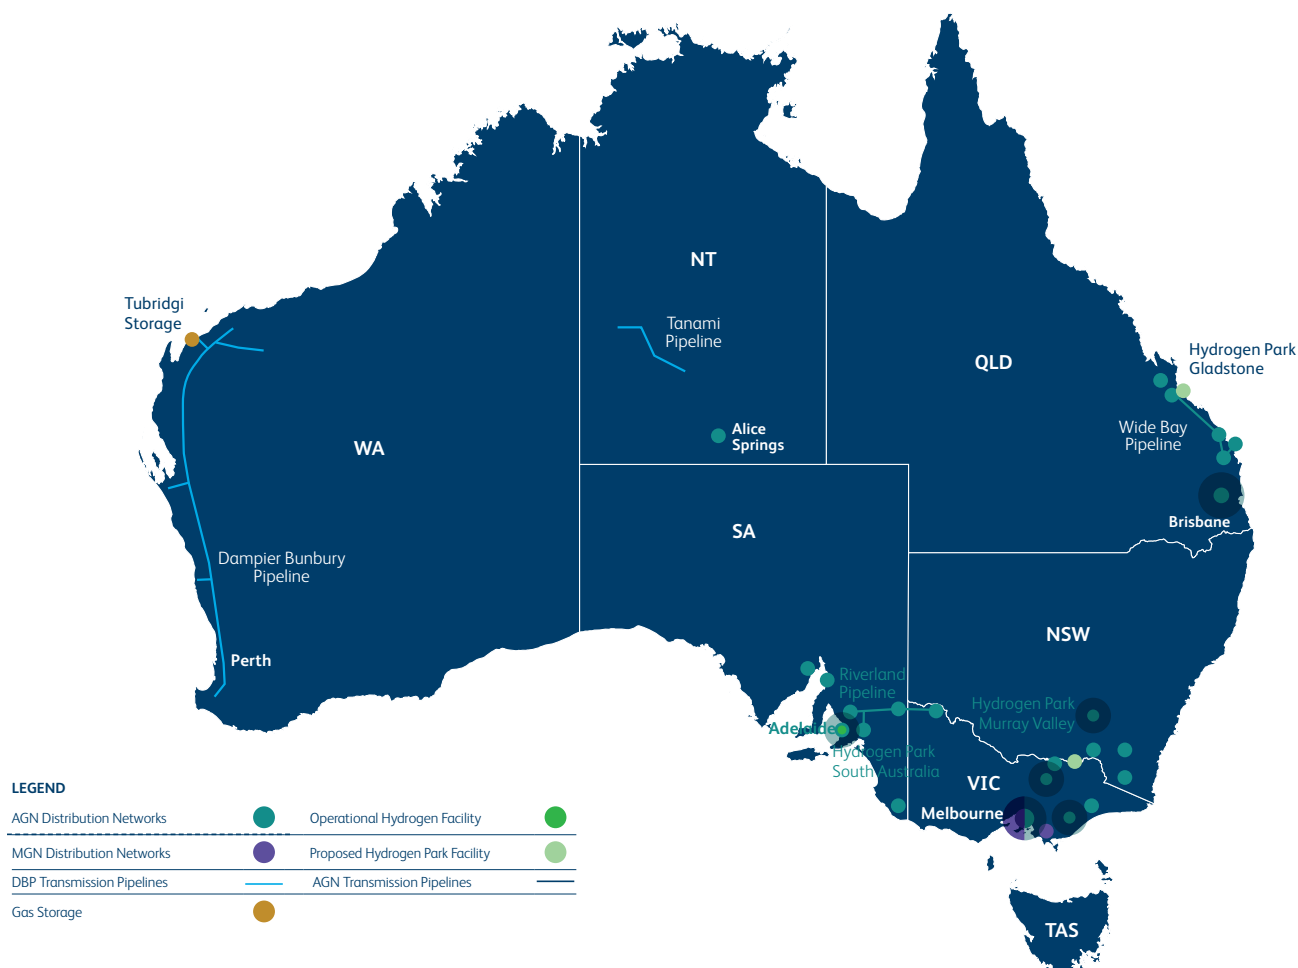 NT
Tubridgi
Storage
Tanami
Pipeline
Hydrogen Park
Gladstone
QLD
Wide Bay
Pipeline
Alice
Springs
WA
Brisbane
SA
Dampier Bunbury
Pipeline
NSW
Perth
Riverland
Pipeline
Hydrogen Park
Murray Valley
Adelaide
Hydrogen Park
South Australia
VIC
Melbourne
LEGEND
AGN Distribution Networks
Operational Hydrogen Facility
MGN Distribution Networks
Proposed Hydrogen Park Facility
DBP Transmission Pipelines
AGN Transmission Pipelines
Gas Storage
TAS